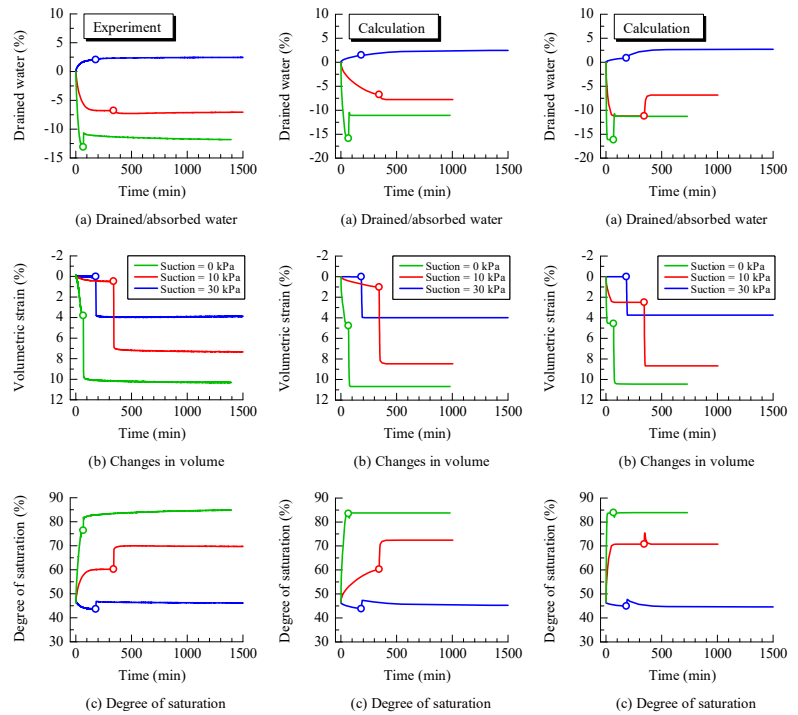 Experiment
Drained water (%)
10
5
0
-5
-10
-15
0 500 1000 1500
Time (min)
(a) Drained/absorbed water
Calculation
Drained water (%)
10
5
0
-5
-10
-15
-20
0 500 1000 1500
Time (min)
(a) Drained/absorbed water
Calculation
Drained water (%)
15
10
5
0
-5
-10
-15
-20
0 500 1000 1500
Time (min)
(a) Drained/absorbed water
Volumetric strain (%)
-2
0
2
4
6
8
10
12
Suction = 0 kPa
Suction = 10 kPa
Suction = 30 kPa
0 500 1000 1500
Time (min)
(b) Changes in volume
Volumetric strain (%)
-2
0
2
4
6
8
10
12
Suction = 0 kPa
Suction = 10 kPa
Suction = 30 kPa
0 500 1000 1500
Time (min)
(b) Changes in volume
Volumetric strain (%)
-2
0
2
4
6
8
10
12
Suction = 0 kPa
Suction = 10 kPa
Suction = 30 kPa
0 500 1000 1500
Time (min)
(b) Changes in volume
Degree of saturation (%)
90
80
70
60
50
40
30
0 500 1000 1500
Time (min)
(c) Degree of saturation
Degree of saturation (%)
90
80
70
60
50
40
30
0 500 1000 1500
Time (min)
(c) Degree of saturation
Degree of saturation (%)
90
80
70
60
50
40
30
0 500 1000 1500
Time (min)
(c) Degree of saturation